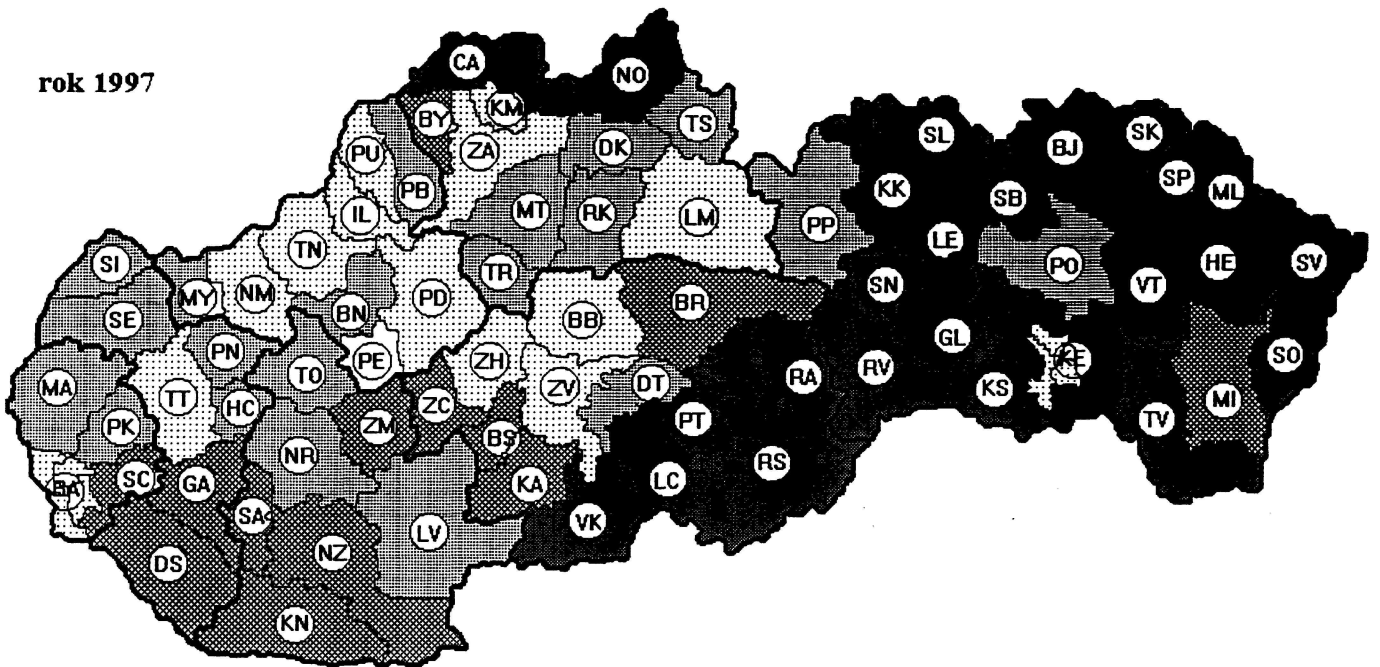 rok 1997
CA
NO
BY
KM
TS
PU
ZA
DK
SL
SK
BJ
PB
KK
SP
ML
IL
MT
RK
LM
PP
SB
TN
LE
SI
TR
PO
HE
SV
MY
NM
PD
SN
VT
SE
BN
BR
BB
PN
PE
ZH
GL
SO
MA
TT
TO
ZV
DT
RA
RV
KE
KS
HC
ZC
MI
PK
ZM
BS
PT
TV
NR
RS
SC
GA
KA
LC
BA
SA
VK
LV
DS
NZ
KN